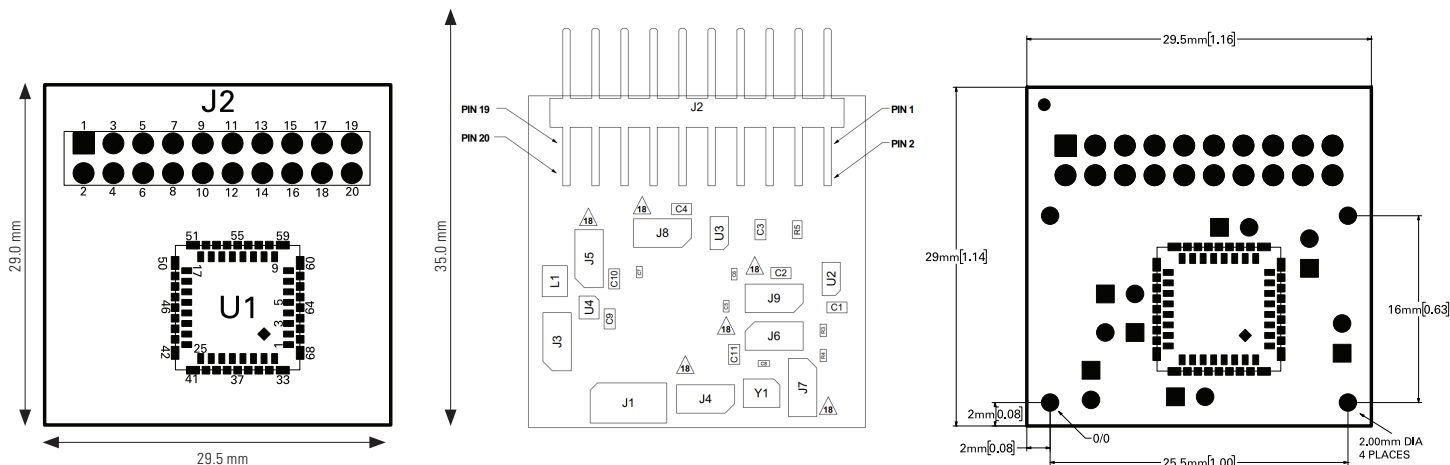 J2
1 3 5 7 9 11 13 15 17 19
2 4 6 8 10 12 14 16 18 20
51 55 59
50 17 9 60
46 U1 5 64
3
42 25 1 68
41 37 33
29.0 mm
29.5 mm
35.0 mm
J2
PIN 19 PIN 1
PIN 20 PIN 2
18 C4
18 J8 U3 C3 R5
J5
L1 C10 C7 C6 18 C2 U2
U4 J9
C9 C5 C1
J3 18 J6 R3
C11 R4
18 C8
J1 J4 Y1 J7
18
29.5mm[1.16]
29mm[1.14]
16mm[0.63]
2mm[0.08]
0/0
2mm[0.08]
2.00mm DIA
4 PLACES
25.5mm[1.00]